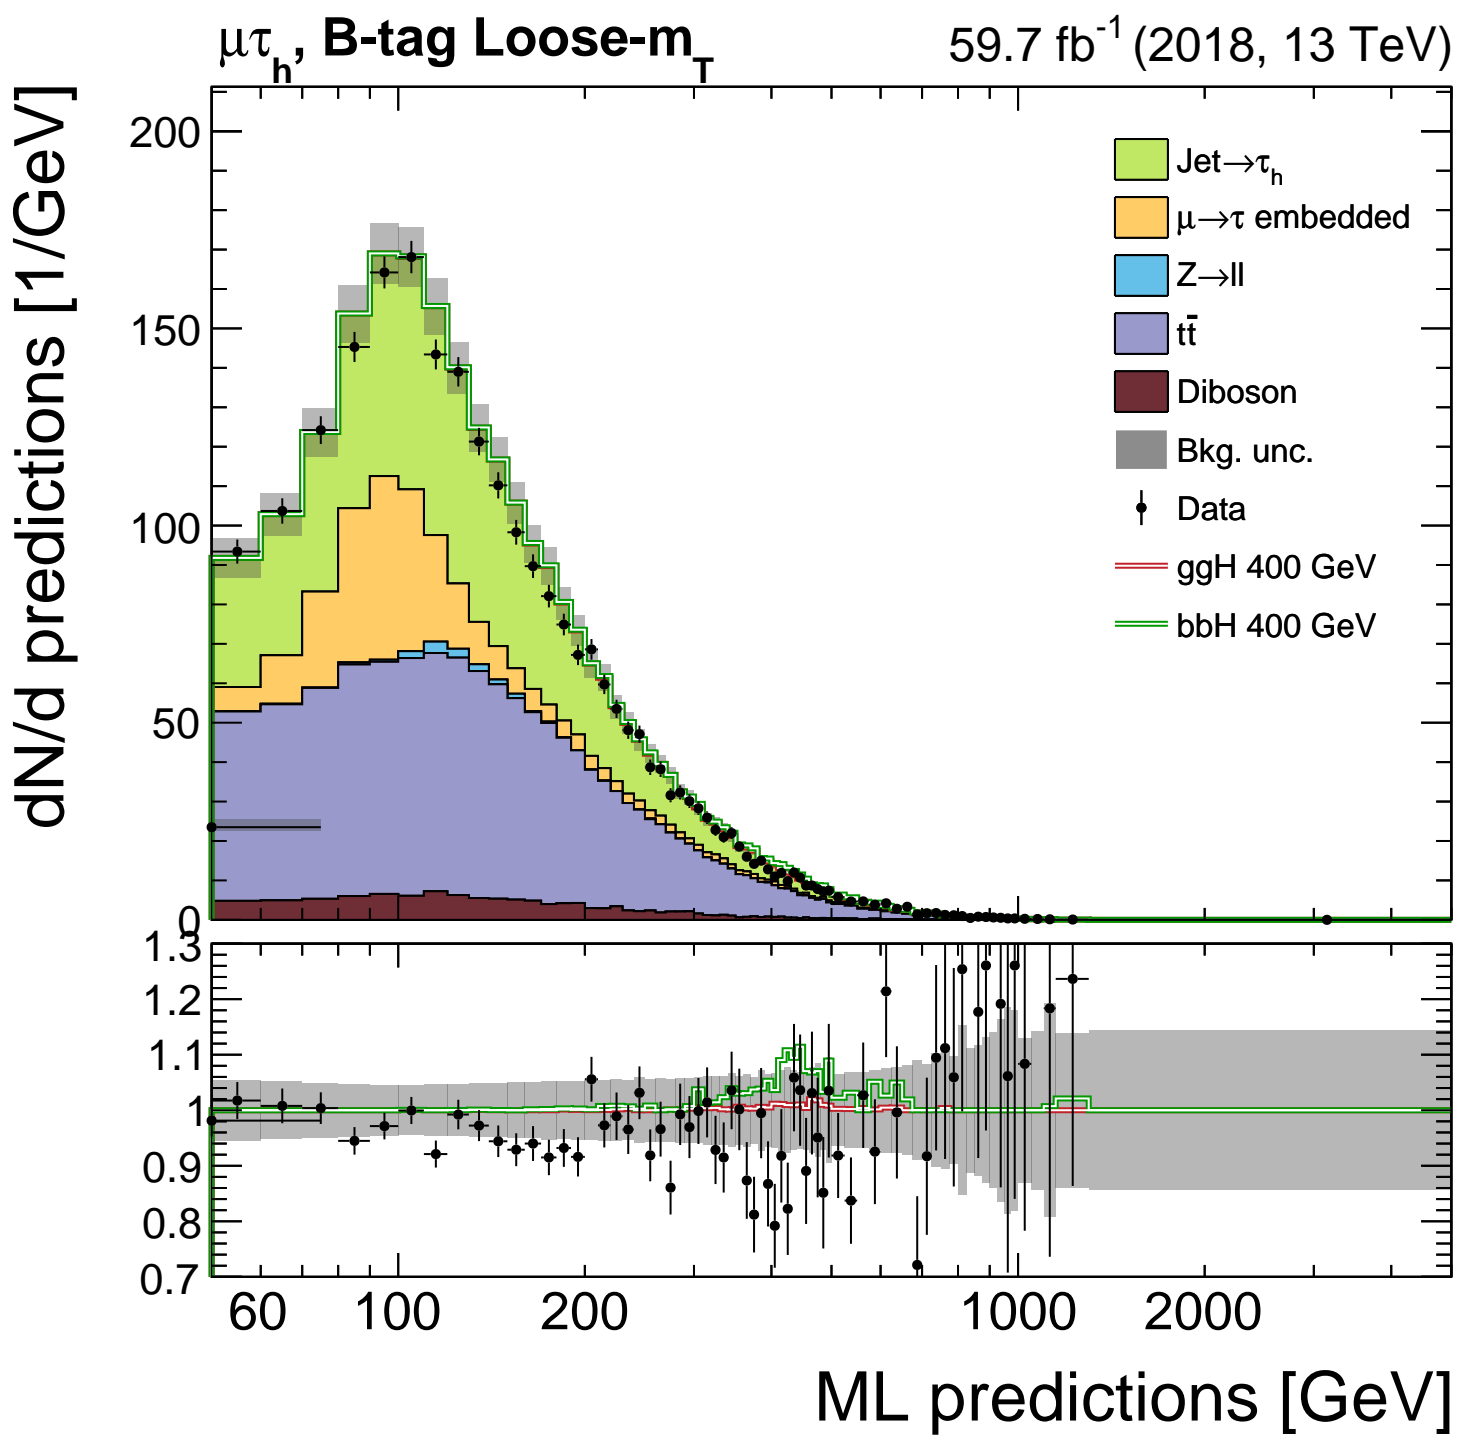 μτh, B-tag Loose-mT
59.7 fb-1 (2018, 13 TeV)
dN/d predictions [1/GeV]
200
150
100
50
0
Jet→τh
μ→τ embedded
Z→ll
tt̄
Diboson
Bkg. unc.
Data
ggH 400 GeV
bbH 400 GeV
1.3
1.2
1.1
1
0.9
0.8
0.7
60 100 200 1000 2000
ML predictions [GeV]